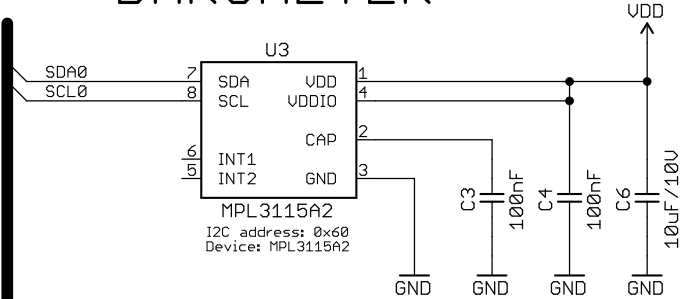 BAROMETER
VDD
U3
SDA0
SCL0
7
8
SDA
SCL
VDD
VDDIO
1
4
CAP
2
6
5
INT1
INT2
GND
3
C3
100nF
C4
100nF
C6
10uF/10V
MPL3115A2
I2C address: 0x60
Device: MPL3115A2
GND
GND
GND
GND